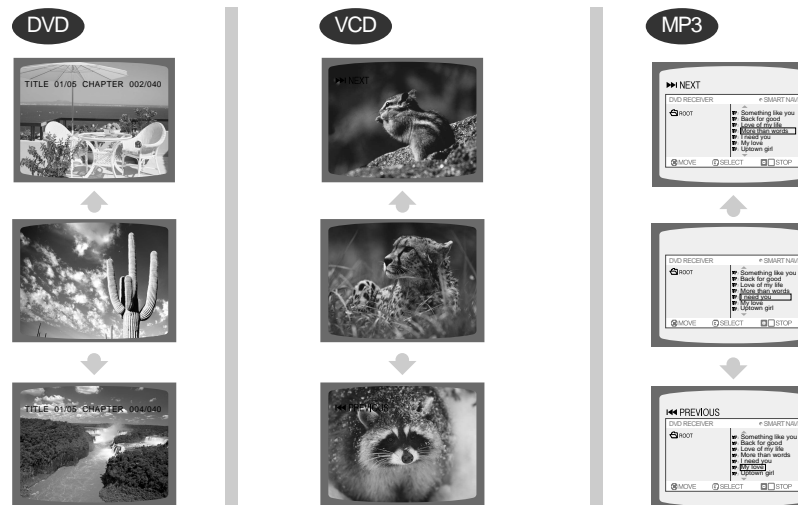 DVD
VCD
MP3
TITLE 01/05 CHAPTER 002/040
NEXT
NEXT
DVD RECEIVER SMART NAVI
ROOT
Something like you
Back for good
Love of my life
More than words
I need you
My love
Uptown girl
MOVE SELECT STOP
DVD RECEIVER SMART NAVI
ROOT
Something like you
Back for good
Love of my life
More than words
I need you
My love
Uptown girl
MOVE SELECT STOP
TITLE 01/05 CHAPTER 004/040
PREVIOUS
PREVIOUS
DVD RECEIVER SMART NAVI
ROOT
Something like you
Back for good
Love of my life
More than words
I need you
My love
Uptown girl
MOVE SELECT STOP